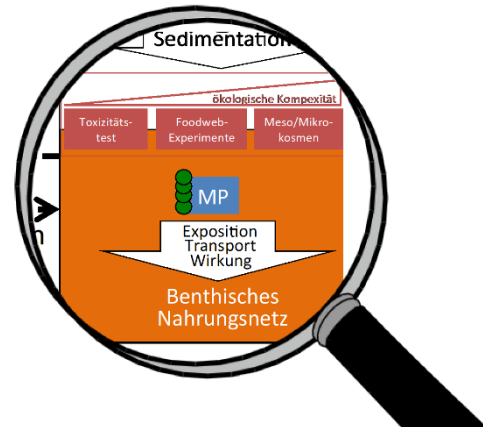 Sedimentation
ökologische Kompexität
Toxizitäts-
test
Foodweb-
Experimente
Meso/Mikro-
kosmen
MP
Exposition
Transport
Wirkung
Benthisches
Nahrungsnetz